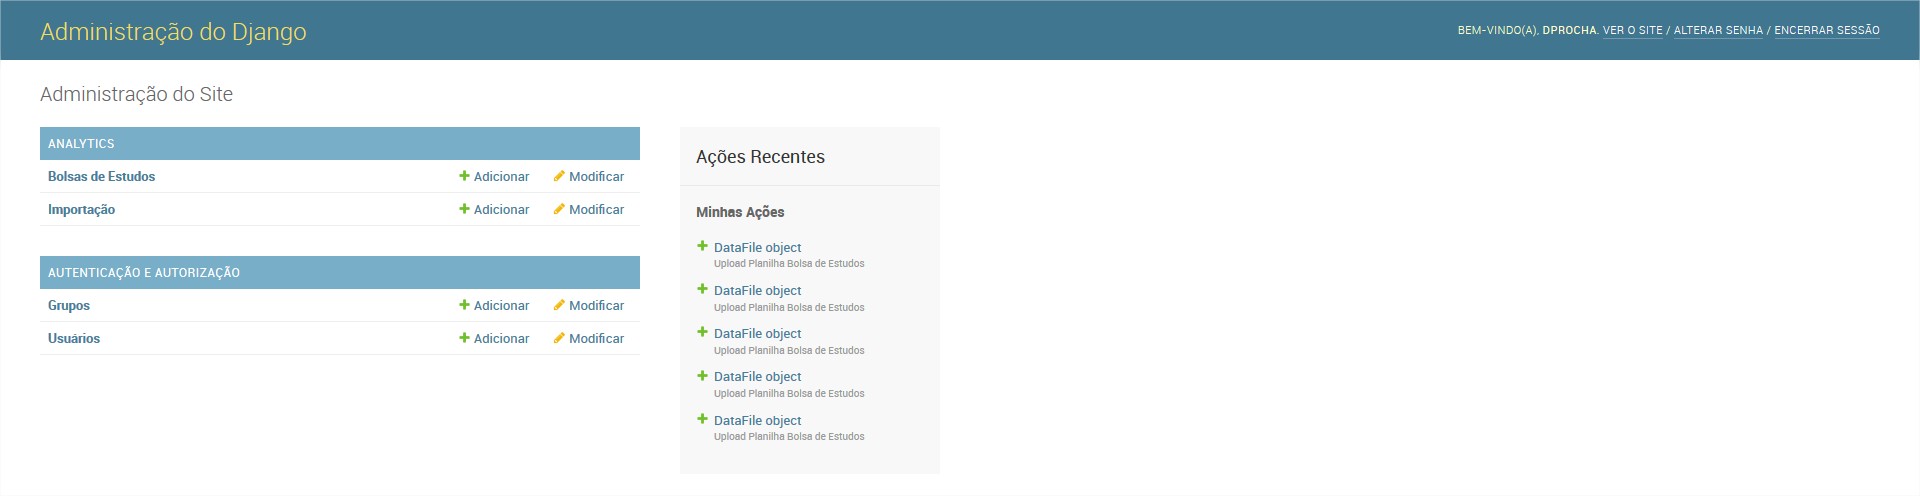 Administração do Django
BEM-VINDO(A), DPROCHA. VER O SITE / ALTERAR SENHA / ENCERRAR SESSÃO
Administração do Site
ANALYTICS
Bolsas de Estudos Adicionar Modificar
Importação Adicionar Modificar
AUTENTICAÇÃO E AUTORIZAÇÃO
Grupos Adicionar Modificar
Usuários Adicionar Modificar
Ações Recentes
Minhas Ações
DataFile object
Upload Planilha Bolsa de Estudos
DataFile object
Upload Planilha Bolsa de Estudos
DataFile object
Upload Planilha Bolsa de Estudos
DataFile object
Upload Planilha Bolsa de Estudos
DataFile object
Upload Planilha Bolsa de Estudos